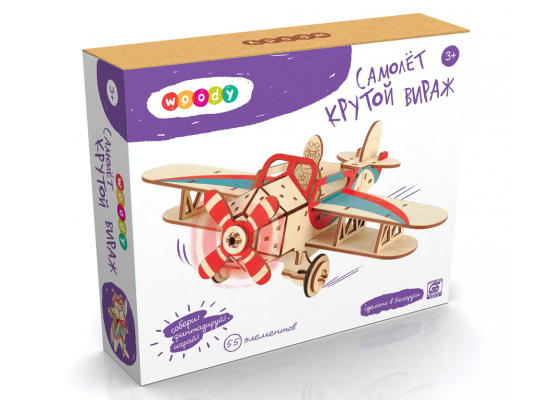 woody
3+
woody
САМОЛЁТ
КРУТОЙ ВИРАЖ
3+
САМОЛЁТ
КРУТОЙ
ВИРАЖ
woody
собери!
фантазируй!
играй!
55 элементов
сделано в Беларуси